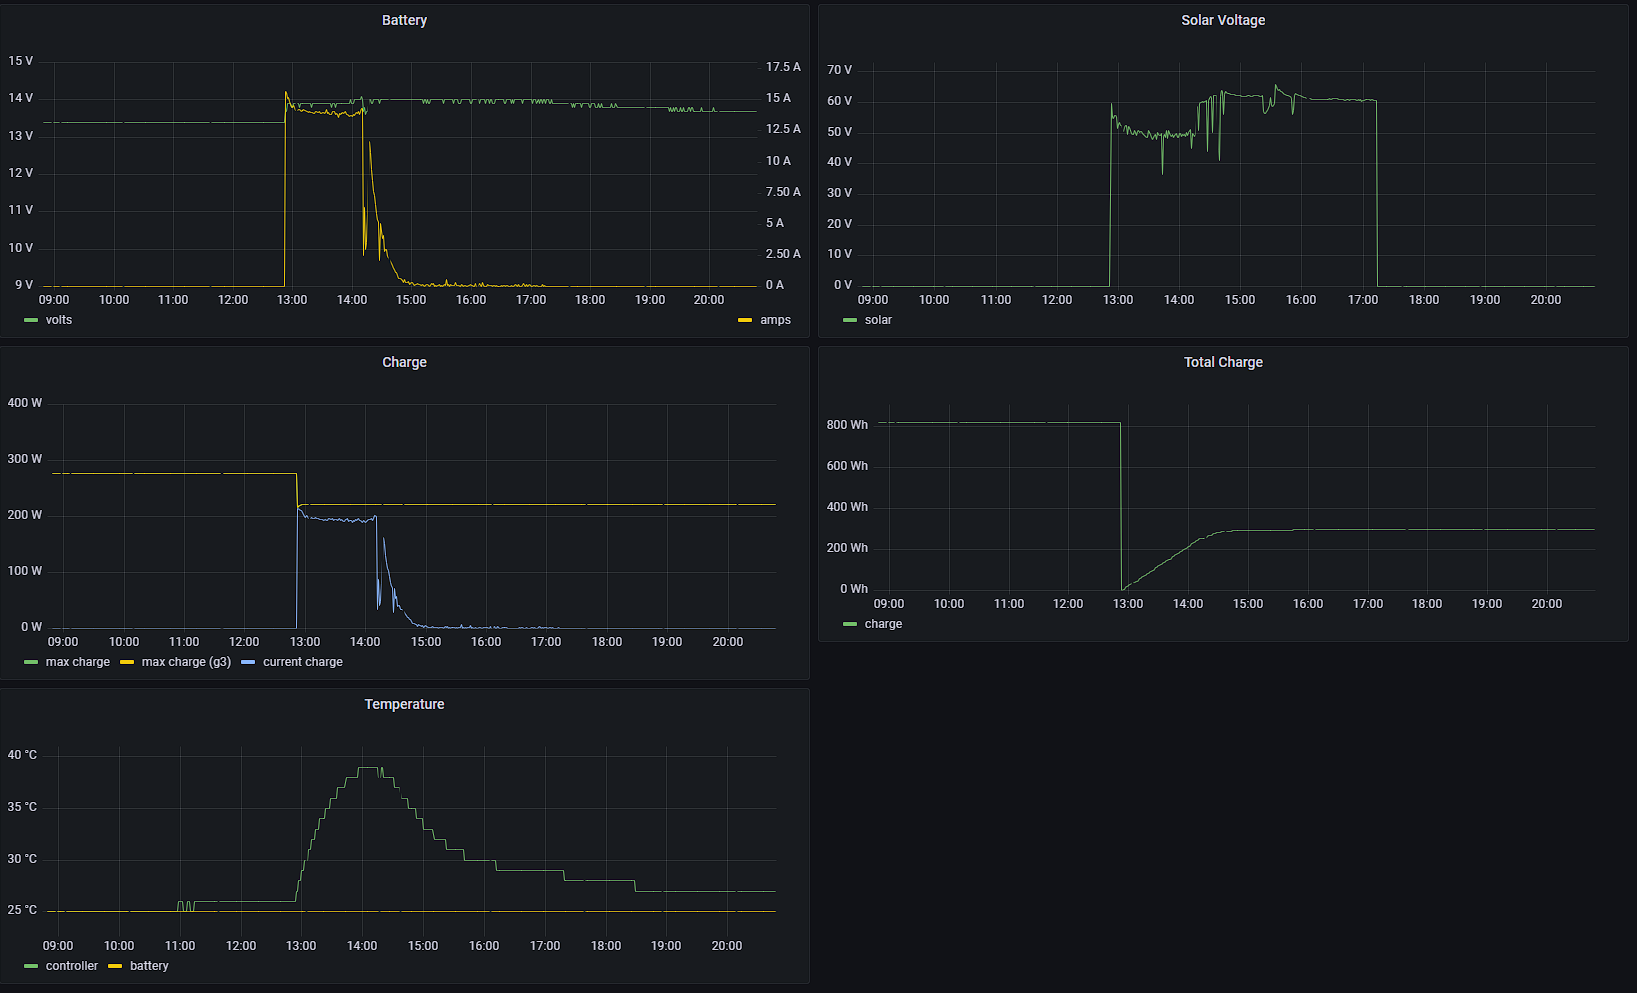 Battery
15 V
14 V
13 V
12 V
11 V
10 V
9 V
17.5 A
15 A
12.5 A
10 A
7.50 A
5 A
2.50 A
0 A
09:00 10:00 11:00 12:00 13:00 14:00 15:00 16:00 17:00 18:00 19:00 20:00
volts amps
Solar Voltage
70 V
60 V
50 V
40 V
30 V
20 V
10 V
0 V
09:00 10:00 11:00 12:00 13:00 14:00 15:00 16:00 17:00 18:00 19:00 20:00
solar
Charge
400 W
300 W
200 W
100 W
0 W
09:00 10:00 11:00 12:00 13:00 14:00 15:00 16:00 17:00 18:00 19:00 20:00
max charge max charge (g3) current charge
Total Charge
800 Wh
600 Wh
400 Wh
200 Wh
0 Wh
09:00 10:00 11:00 12:00 13:00 14:00 15:00 16:00 17:00 18:00 19:00 20:00
charge
Temperature
40 °C
35 °C
30 °C
25 °C
09:00 10:00 11:00 12:00 13:00 14:00 15:00 16:00 17:00 18:00 19:00 20:00
controller battery